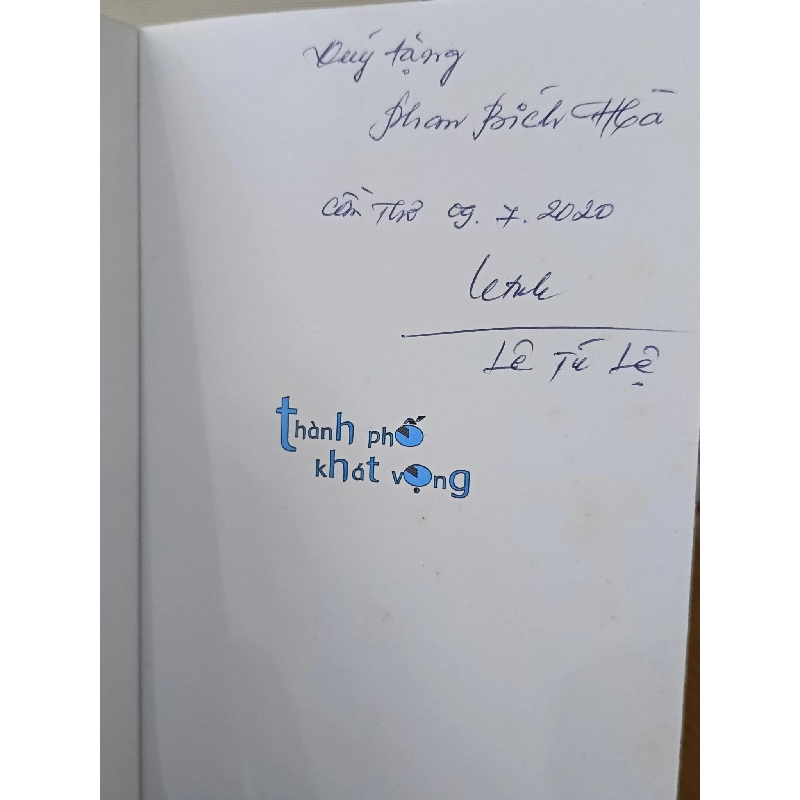 Quý tặng
Phan Bích Hà
Cần Thơ 09.7.2020
Lê Tú Lệ
thành phố
khát vọng